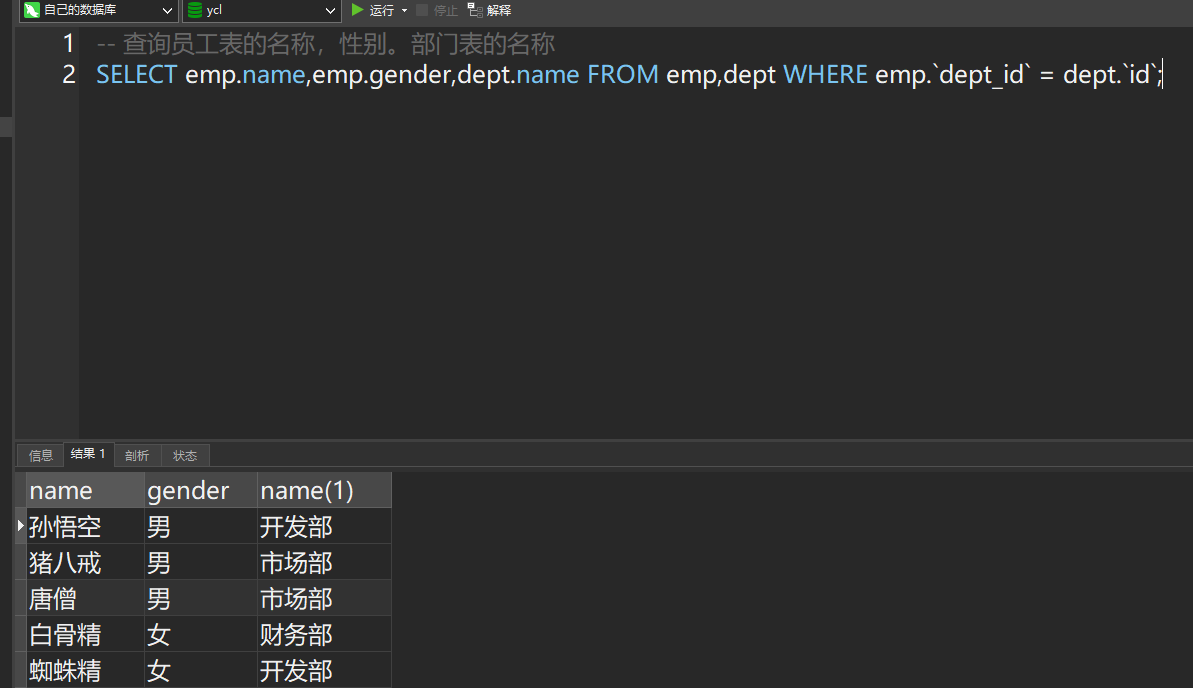 自己的数据库 ycl 运行 停止 解释
1 -- 查询员工表的名称，性别。部门表的名称
2 SELECT emp.name,emp.gender,dept.name FROM emp,dept WHERE emp.`dept_id` = dept.`id`;
信息 结果 1 剖析 状态
name gender name(1)
孙悟空 男 开发部
猪八戒 男 市场部
唐僧 男 市场部
白骨精 女 财务部
蜘蛛精 女 开发部